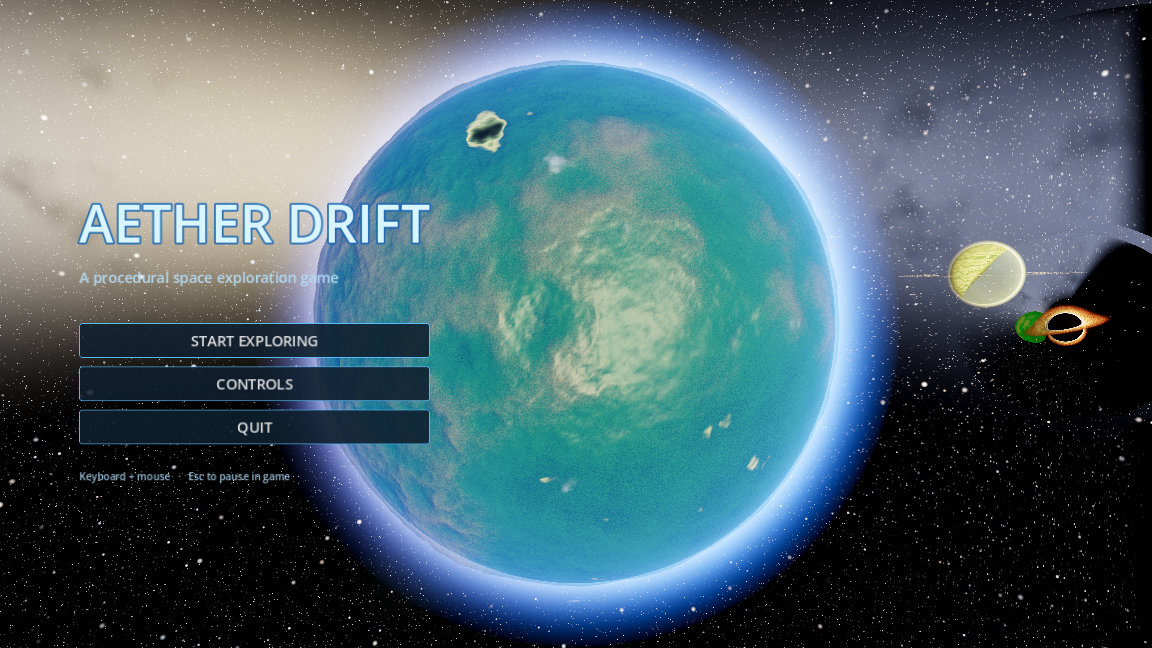 AETHER DRIFT
A procedural space exploration game
START EXPLORING
CONTROLS
QUIT
Keyboard + mouse · Esc to pause in game